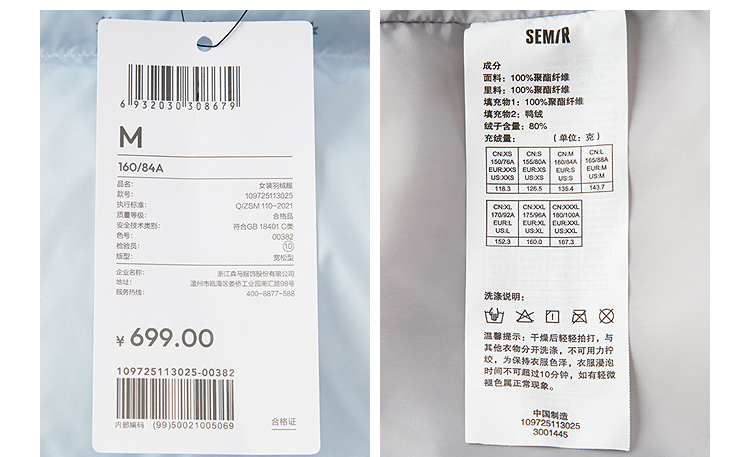 6 932030 308679
M
160/84A
品名: 女装羽绒服
款号: 109725113025
执行标准: Q/ZSM 110-2021
质量等级: 合格品
安全技术类别: 符合GB 18401 C类
色号: 00382
检验员: 10
版型: 宽松型
企业名称: 浙江森马服饰股份有限公司
地址: 温州市瓯海区娄桥工业园南汇路98号
服务热线: 400-8877-588
¥ 699.00
109725113025-00382
内部编码 (99)50021005069
合格证
SEMIR
成分
面料: 100%聚酯纤维
里料: 100%聚酯纤维
填充物1: 100%聚酯纤维
填充物2: 鸭绒
绒子含量: 80%
充绒量: (单位: 克)
CN:XS CN:S CN:M CN:L
150/76A 155/80A 160/84A 165/88A
EUR:XXS EUR:XS EUR:S EUR:M
US:XXS US:XS US:S US:M
118.3 126.5 135.4 143.7
CN:XL CN:XXL CN:XXXL
170/92A 175/96A 180/100A
EUR:L EUR:XL EUR:XXL
US:L US:XL US:XXL
152.3 160.0 167.3
洗涤说明:
温馨提示: 干燥后轻轻拍打, 与
其他衣物分开洗涤, 不可用力拧
绞, 为保持衣服色泽, 衣服浸泡
时间不可超过10分钟, 如有轻微
褪色属正常现象。
中国制造
109725113025
3001445